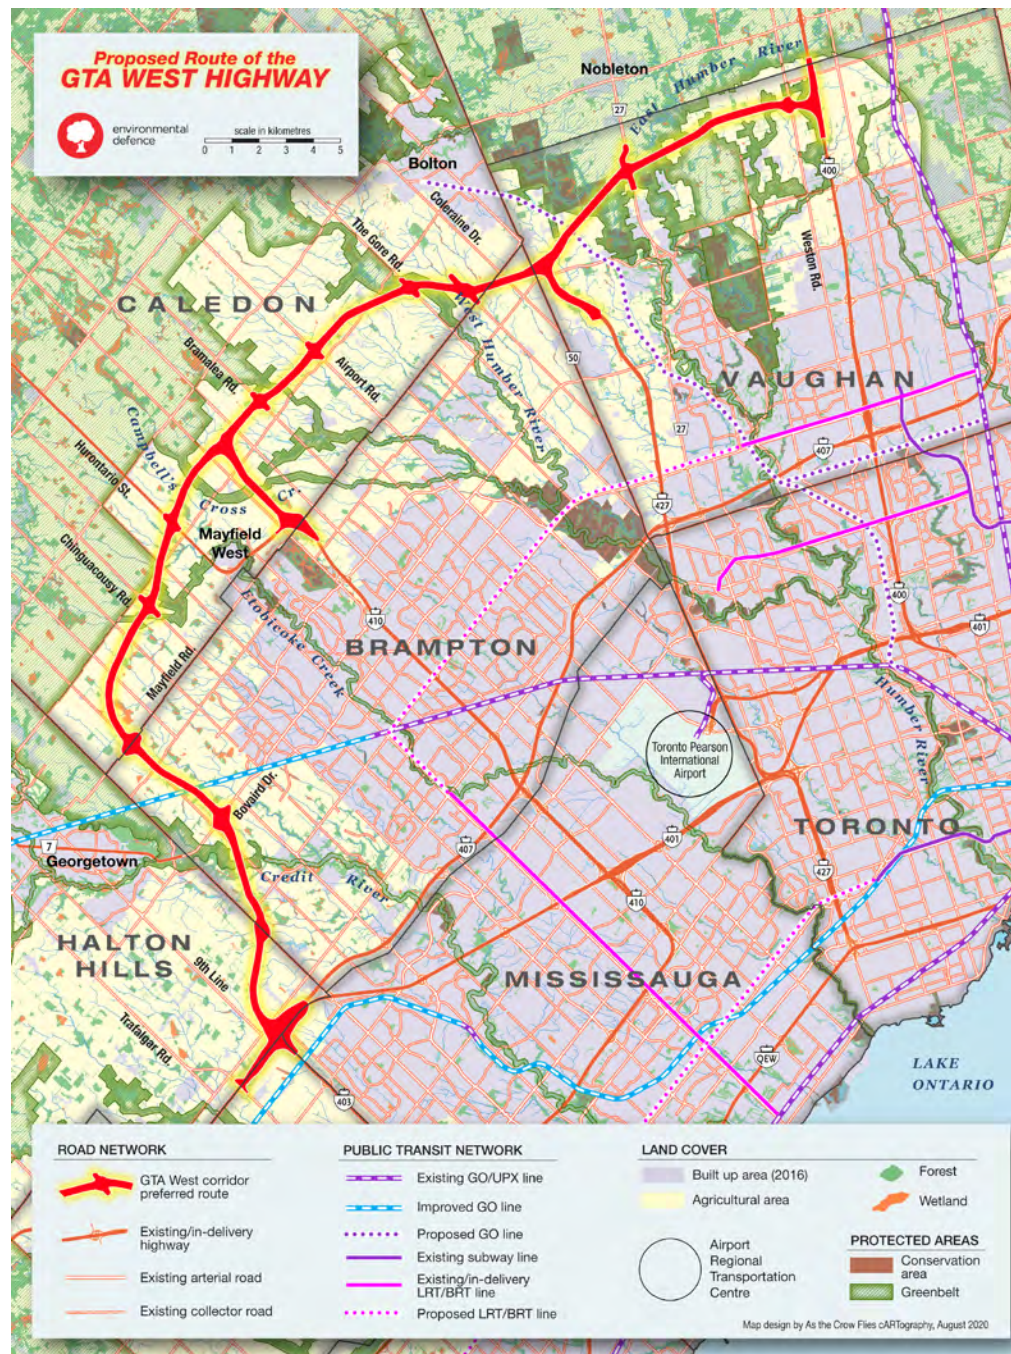 Proposed Route of the
GTA WEST HIGHWAY
environmental
defence
scale in kilometres
0 1 2 3 4 5
Nobleton
East Humber River
27
Bolton
400
Coleraine Dr.
The Gore Rd.
Weston Rd.
CALEDON
West Humber River
50
Bramalea Rd.
Airport Rd.
VAUGHAN
27
407
Campbell's
Cross
Cr.
Hurontario St.
427
Mayfield
West
Chinguacousy Rd.
Etobicoke Creek
410
400
401
BRAMPTON
Mayfield Rd.
Humber River
Toronto Pearson
International
Airport
Bovaird Dr.
TORONTO
7
Georgetown
407
401
427
Credit River
410
HALTON
HILLS
9th Line
MISSISSAUGA
Trafalgar Rd.
QEW
LAKE
ONTARIO
403
ROAD NETWORK
GTA West corridor
preferred route
Existing/in-delivery
highway
Existing arterial road
Existing collector road
PUBLIC TRANSIT NETWORK
Existing GO/UPX line
Improved GO line
Proposed GO line
Existing subway line
Existing/in-delivery
LRT/BRT line
Proposed LRT/BRT line
LAND COVER
Built up area (2016)
Agricultural area
Forest
Wetland
Airport
Regional
Transportation
Centre
PROTECTED AREAS
Conservation
area
Greenbelt
Map design by As the Crow Flies cARTography, August 2020